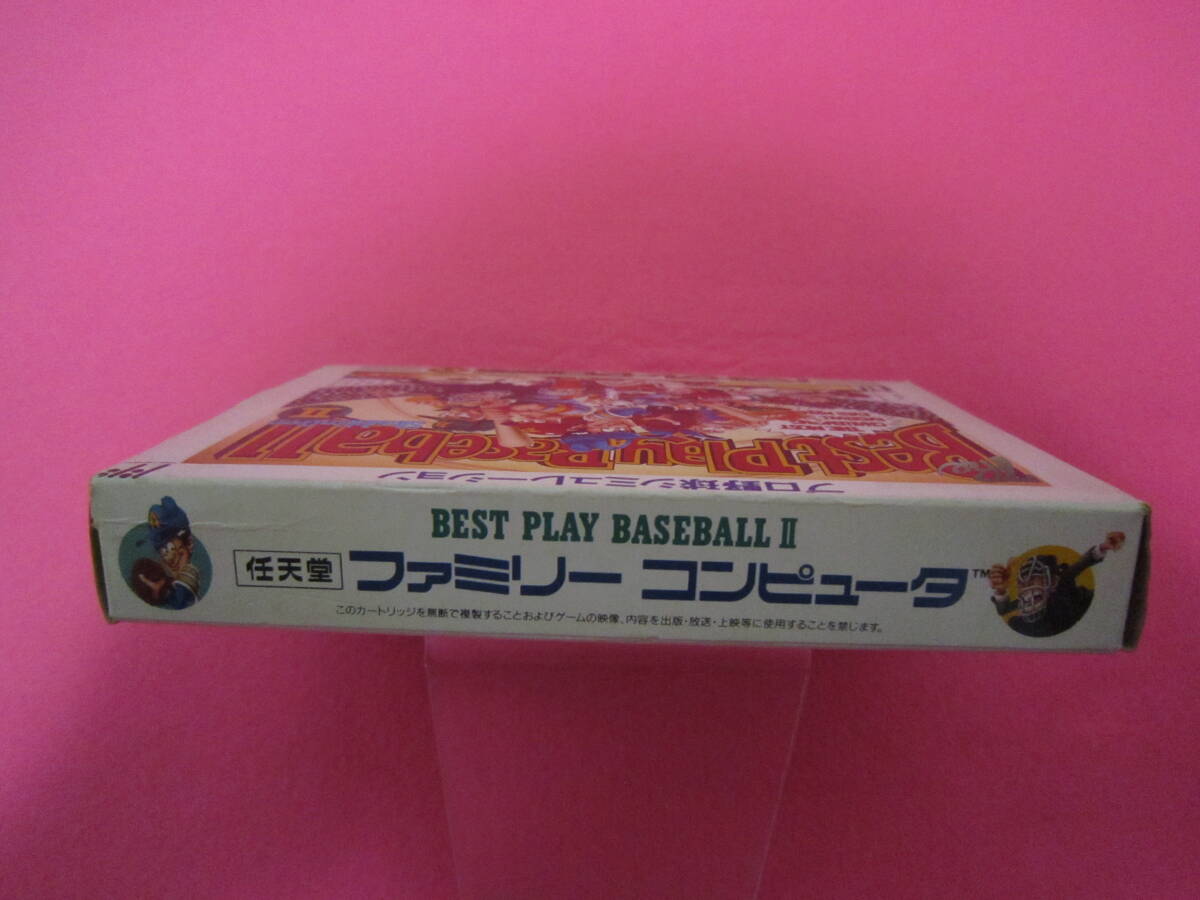 Best Play Baseball
II
プロ野球シミュレーション
BEST PLAY BASEBALL II
任天堂 ファミリー コンピュータ™
このカートリッジを無断で複製することおよびゲームの映像、内容を出版・放送・上映等に使用することを禁じます。